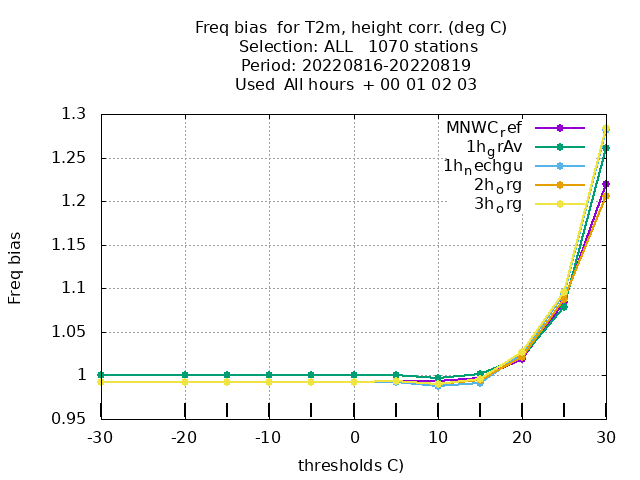 Freq bias  for T2m, height corr. (deg C)
Selection: ALL   1070 stations
Period: 20220816-20220819
Used  All hours  + 00 01 02 03
1.3
1.25
1.2
1.15
1.1
1.05
1
0.95
Freq bias
MNWC_ref
1h_grAv
1h_nechgu
2h_org
3h_org
-30
-20
-10
0
10
20
30
thresholds C)